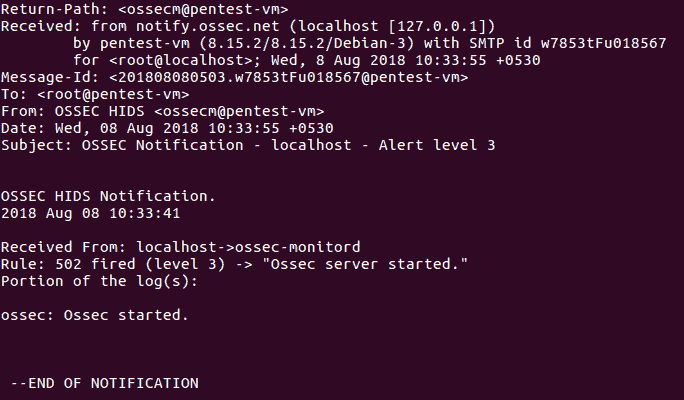 Return-Path: <ossecm@pentest-vm>
Received: from notify.ossec.net (localhost [127.0.0.1])
        by pentest-vm (8.15.2/8.15.2/Debian-3) with SMTP id w7853tFu018567
        for <root@localhost>; Wed, 8 Aug 2018 10:33:55 +0530
Message-Id: <201808080503.w7853tFu018567@pentest-vm>
To: <root@pentest-vm>
From: OSSEC HIDS <ossecm@pentest-vm>
Date: Wed, 08 Aug 2018 10:33:55 +0530
Subject: OSSEC Notification - localhost - Alert level 3
OSSEC HIDS Notification.
2018 Aug 08 10:33:41
Received From: localhost->ossec-monitord
Rule: 502 fired (level 3) -> "Ossec server started."
Portion of the log(s):
ossec: Ossec started.
 --END OF NOTIFICATION